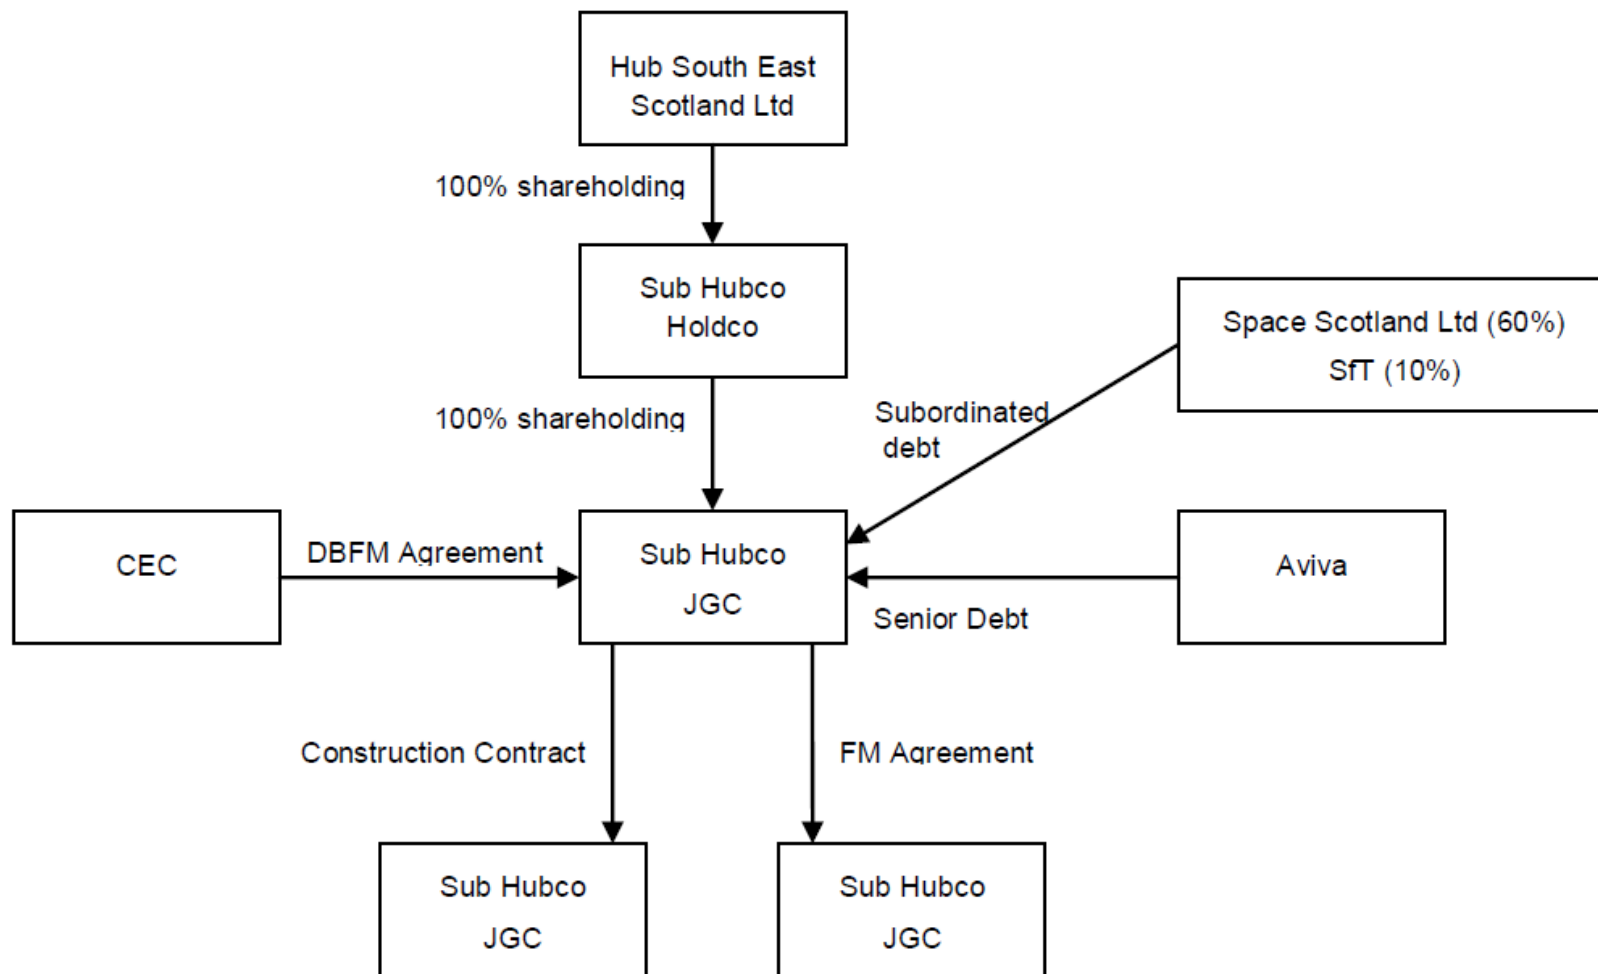 Hub South East
Scotland Ltd
100% shareholding
Sub Hubco
Holdco
Space Scotland Ltd (60%)
SfT (10%)
100% shareholding
Subordinated
debt
CEC
DBFM Agreement
Sub Hubco
JGC
Aviva
Senior Debt
Construction Contract
FM Agreement
Sub Hubco
JGC
Sub Hubco
JGC